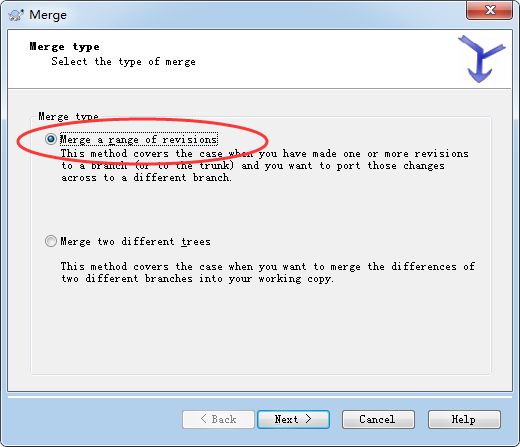 Merge
Merge type
Select the type of merge
Merge type
Merge a range of revisions
This method covers the case when you have made one or more revisions
to a branch (or to the trunk) and you want to port those changes
across to a different branch.
Merge two different trees
This method covers the case when you want to merge the differences of
two different branches into your working copy.
< Back
Next >
Cancel
Help